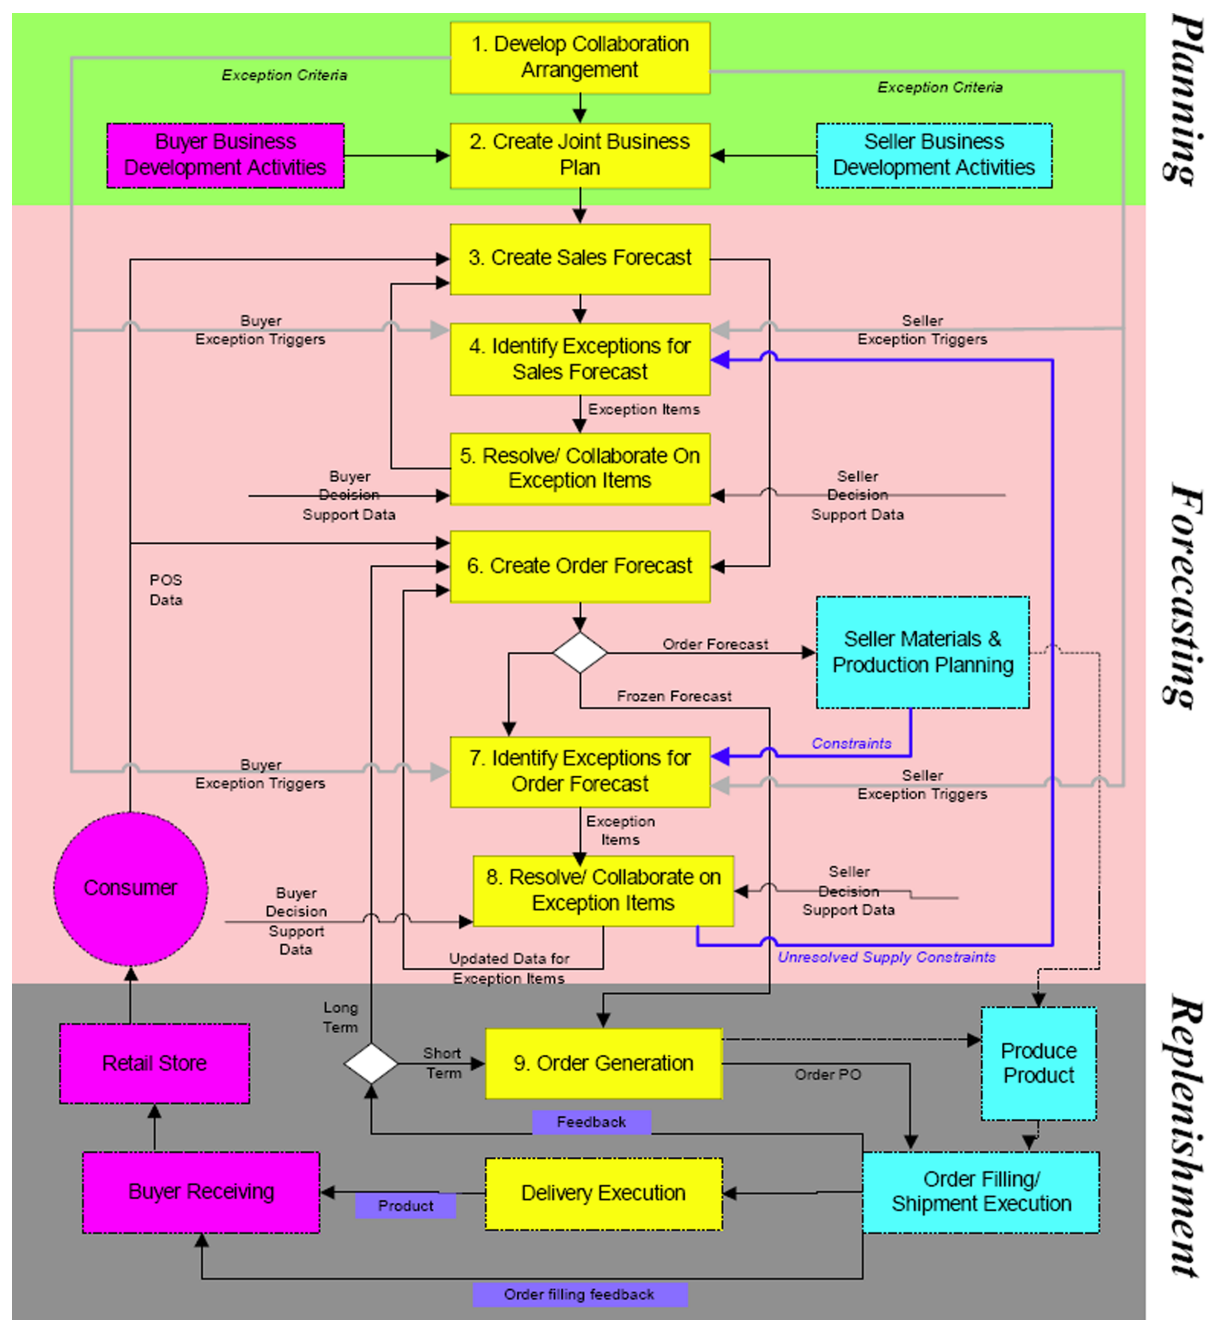 1. Develop Collaboration
Arrangement
Exception Criteria
Exception Criteria
Planning
Buyer Business
Development Activities
2. Create Joint Business
Plan
Seller Business
Development Activities
3. Create Sales Forecast
Buyer
Exception Triggers
Seller
Exception Triggers
4. Identify Exceptions for
Sales Forecast
Exception Items
5. Resolve/ Collaborate On
Exception Items
Buyer
Decision
Support Data
Seller
Decision
Support Data
Forecasting
6. Create Order Forecast
POS
Data
Order Forecast
Seller Materials &
Production Planning
Frozen Forecast
Constraints
7. Identify Exceptions for
Order Forecast
Buyer
Exception Triggers
Seller
Exception Triggers
Exception
Items
Consumer
8. Resolve/ Collaborate on
Exception Items
Buyer
Decision
Support
Data
Seller
Decision
Support Data
Updated Data for
Exception Items
Unresolved Supply Constraints
Replenishment
Long
Term
Retail Store
Short
Term
9. Order Generation
Order PO
Produce
Product
Feedback
Buyer Receiving
Product
Delivery Execution
Order Filling/
Shipment Execution
Order filling feedback